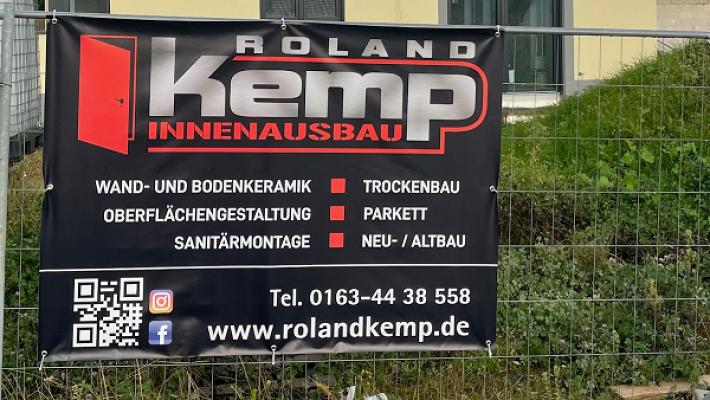 ROLAND
Kemp
INNENAUSBAU
WAND- UND BODENKERAMIK ■ TROCKENBAU
OBERFLÄCHENGESTALTUNG ■ PARKETT
SANITÄRMONTAGE ■ NEU- / ALTBAU
Tel. 0163-44 38 558
www.rolandkemp.de